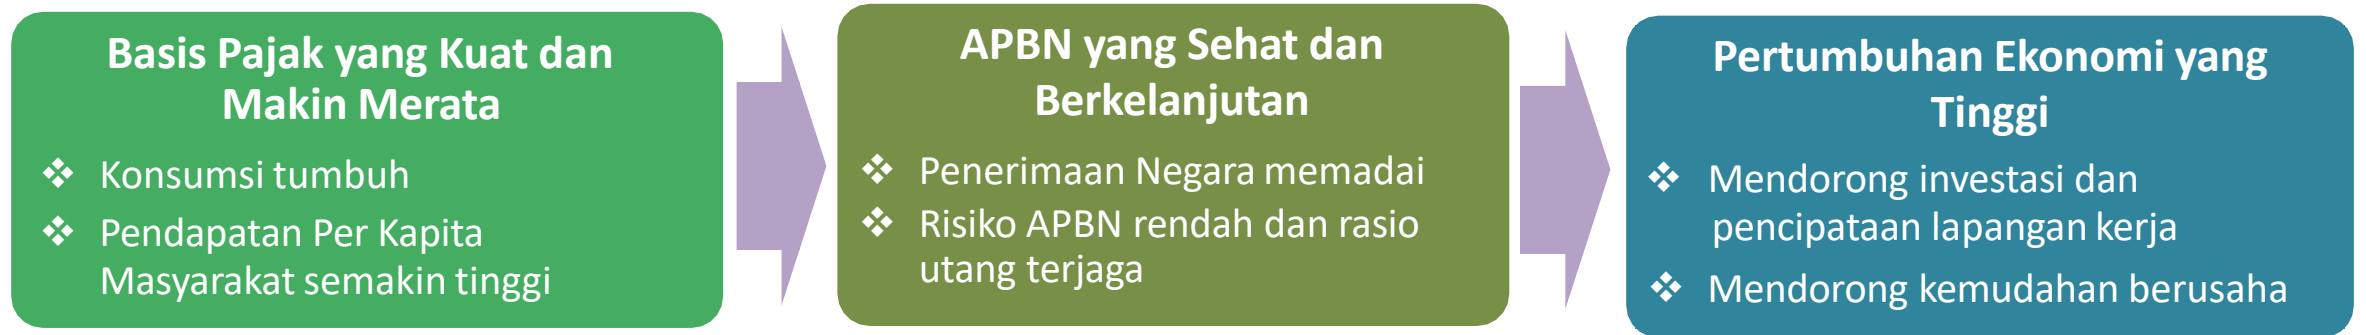 Basis Pajak yang Kuat dan
Makin Merata
❖ Konsumsi tumbuh
❖ Pendapatan Per Kapita
Masyarakat semakin tinggi
APBN yang Sehat dan
Berkelanjutan
❖ Penerimaan Negara memadai
❖ Risiko APBN rendah dan rasio
utang terjaga
Pertumbuhan Ekonomi yang
Tinggi
❖ Mendorong investasi dan
pencipataan lapangan kerja
❖ Mendorong kemudahan berusaha